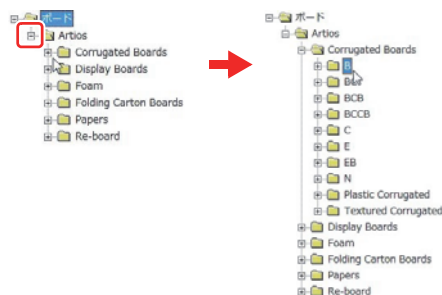 ボード
Artios
Corrugated Boards
Display Boards
Foam
Folding Carton Boards
Papers
Re-board
ボード
Artios
Corrugated Boards
B
BCB
BCCB
C
E
EB
N
Plastic Corrugated
Textured Corrugated
Display Boards
Foam
Folding Carton Boards
Papers
Re-board